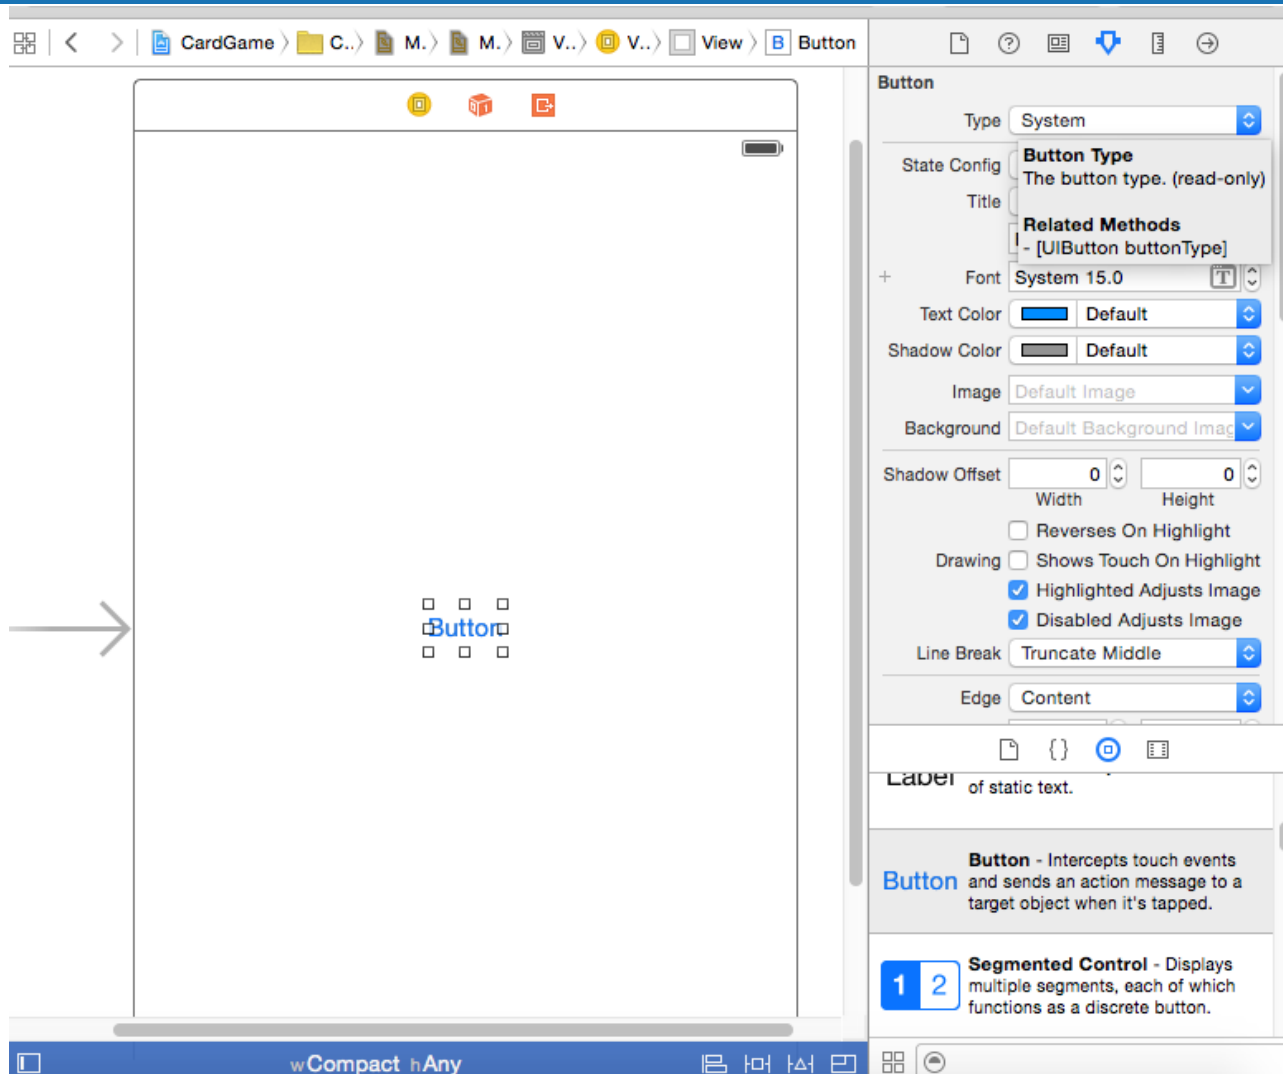 CardGame C.. M. M. V.. V.. View B Button
Button
Type System
Button Type
The button type. (read-only)
State Config
Title
Related Methods
- [UIButton buttonType]
Font System 15.0 T
Text Color Default
Shadow Color Default
Image Default Image
Background Default Background Imag
Shadow Offset 0 0
Width Height
Reverses On Highlight
Drawing Shows Touch On Highlight
Highlighted Adjusts Image
Disabled Adjusts Image
Line Break Truncate Middle
Edge Content
Button
{}
Label
of static text.
Button
Button - Intercepts touch events
and sends an action message to a
target object when it's tapped.
1 2
Segmented Control - Displays
multiple segments, each of which
functions as a discrete button.
wCompact hAny